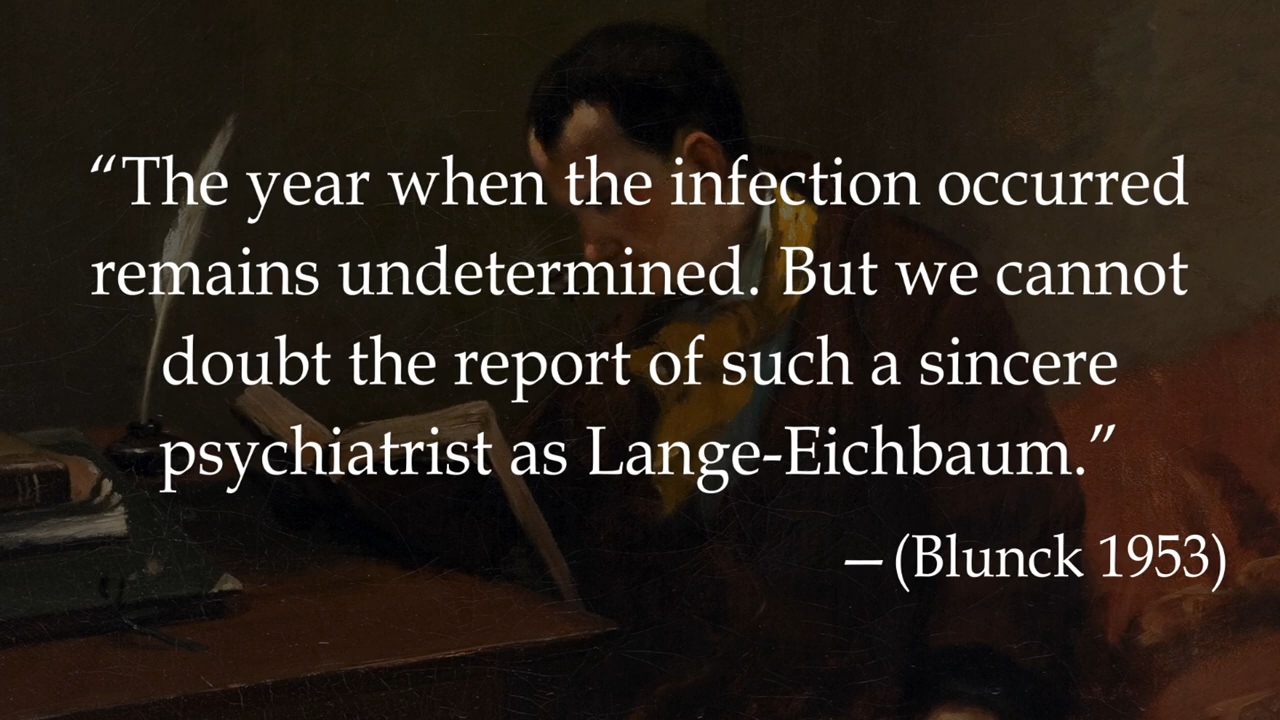 “The year when the infection occurred
remains undetermined. But we cannot
doubt the report of such a sincere
psychiatrist as Lange-Eichbaum.”
—(Blunck 1953)